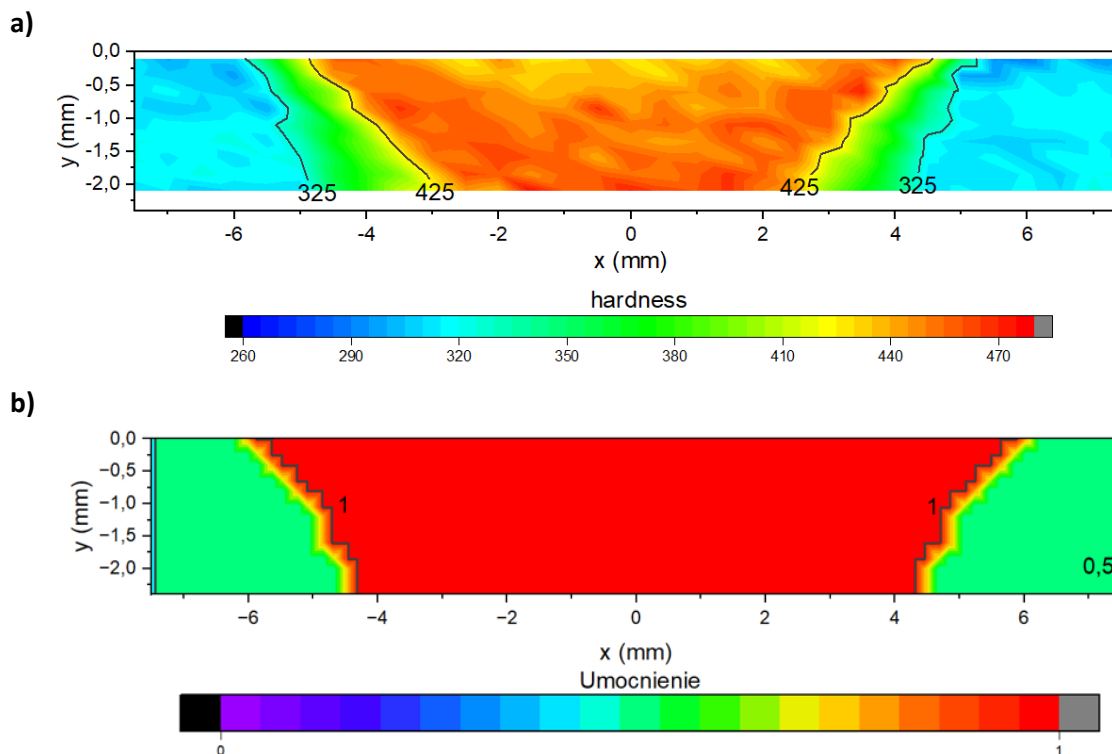 a)
0,0
-0,5
-1,0
-1,5
-2,0
y (mm)
325
425
425
325
-6 -4 -2 0 2 4 6
x (mm)
hardness
260 290 320 350 380 410 440 470
b)
0,0
−0,5
−1,0
−1,5
−2,0
y (mm)
1
1
0,5
−6 −4 −2 0 2 4 6
x (mm)
Umocnienie
0 1